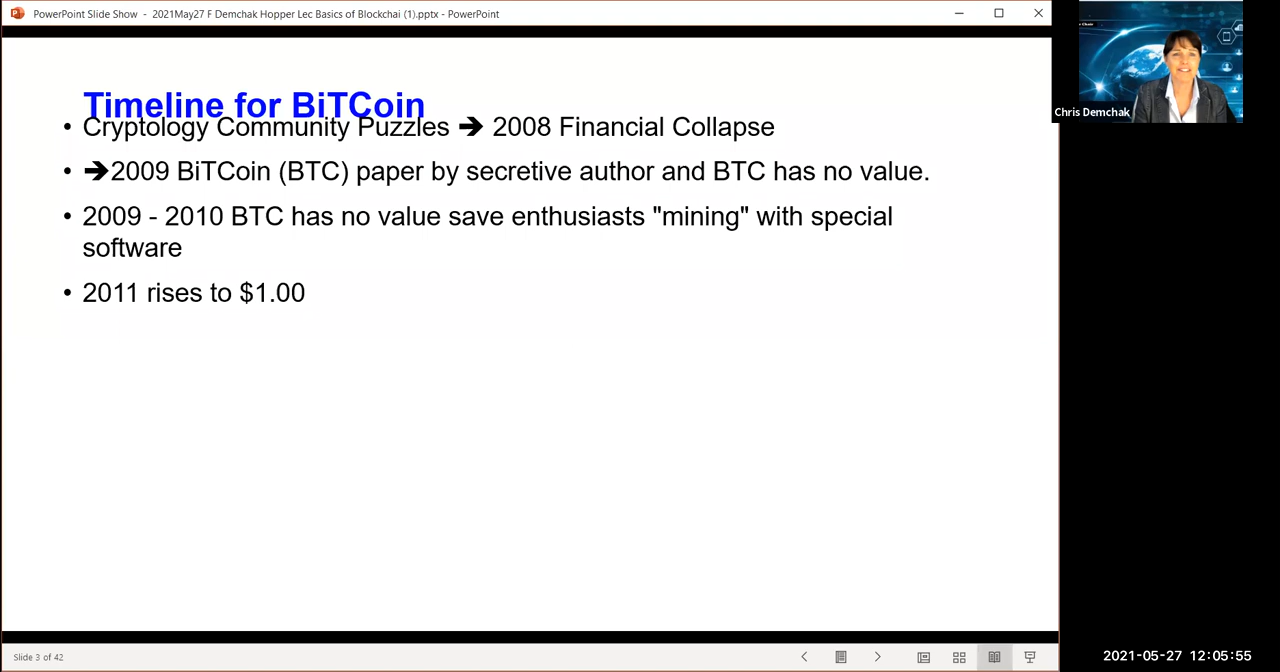 PowerPoint Slide Show - 2021May27 F Demchak Hopper Lec Basics of Blockchai (1).pptx - PowerPoint
Timeline for BiTCoin
• Cryptology Community Puzzles ➔ 2008 Financial Collapse
• ➔2009 BiTCoin (BTC) paper by secretive author and BTC has no value.
• 2009 - 2010 BTC has no value save enthusiasts "mining" with special
software
• 2011 rises to $1.00
Chris Demchak
Slide 3 of 42
2021-05-27 12:05:55